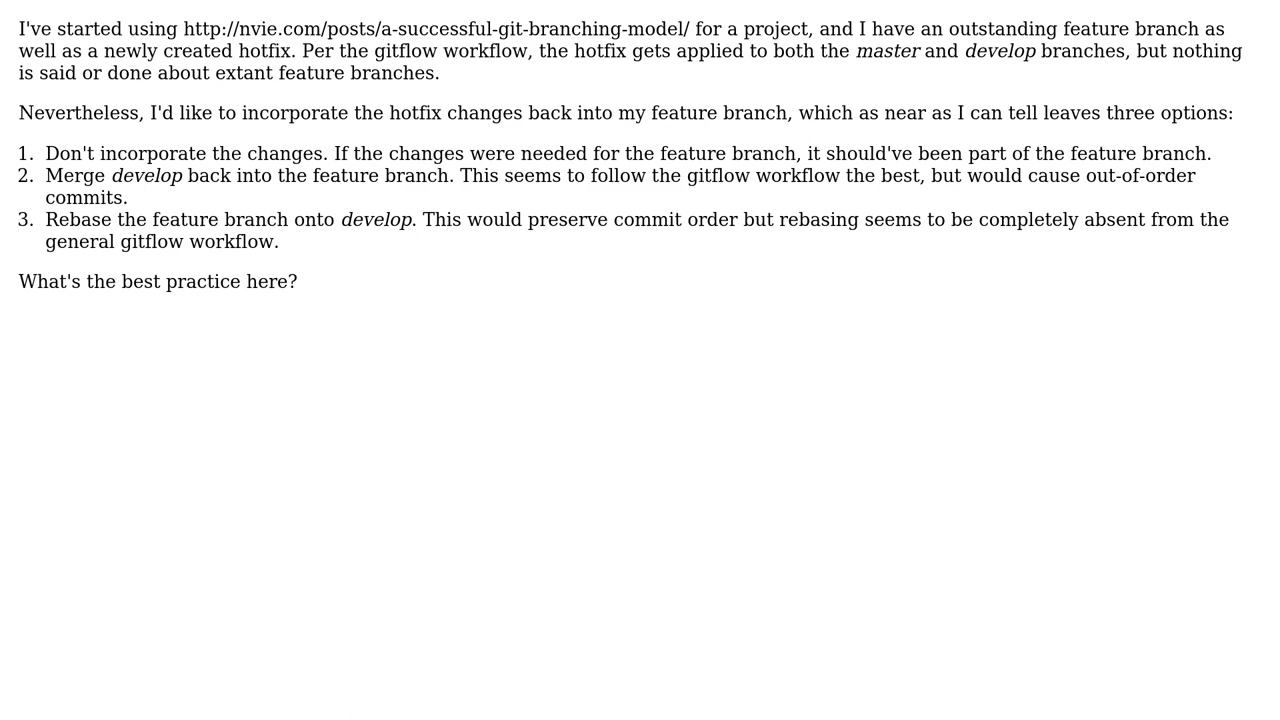 I've started using http://nvie.com/posts/a-successful-git-branching-model/ for a project, and I have an outstanding feature branch as
well as a newly created hotfix. Per the gitflow workflow, the hotfix gets applied to both the master and develop branches, but nothing
is said or done about extant feature branches.
Nevertheless, I'd like to incorporate the hotfix changes back into my feature branch, which as near as I can tell leaves three options:
1. Don't incorporate the changes. If the changes were needed for the feature branch, it should've been part of the feature branch.
2. Merge develop back into the feature branch. This seems to follow the gitflow workflow the best, but would cause out-of-order
commits.
3. Rebase the feature branch onto develop. This would preserve commit order but rebasing seems to be completely absent from the
general gitflow workflow.
What's the best practice here?